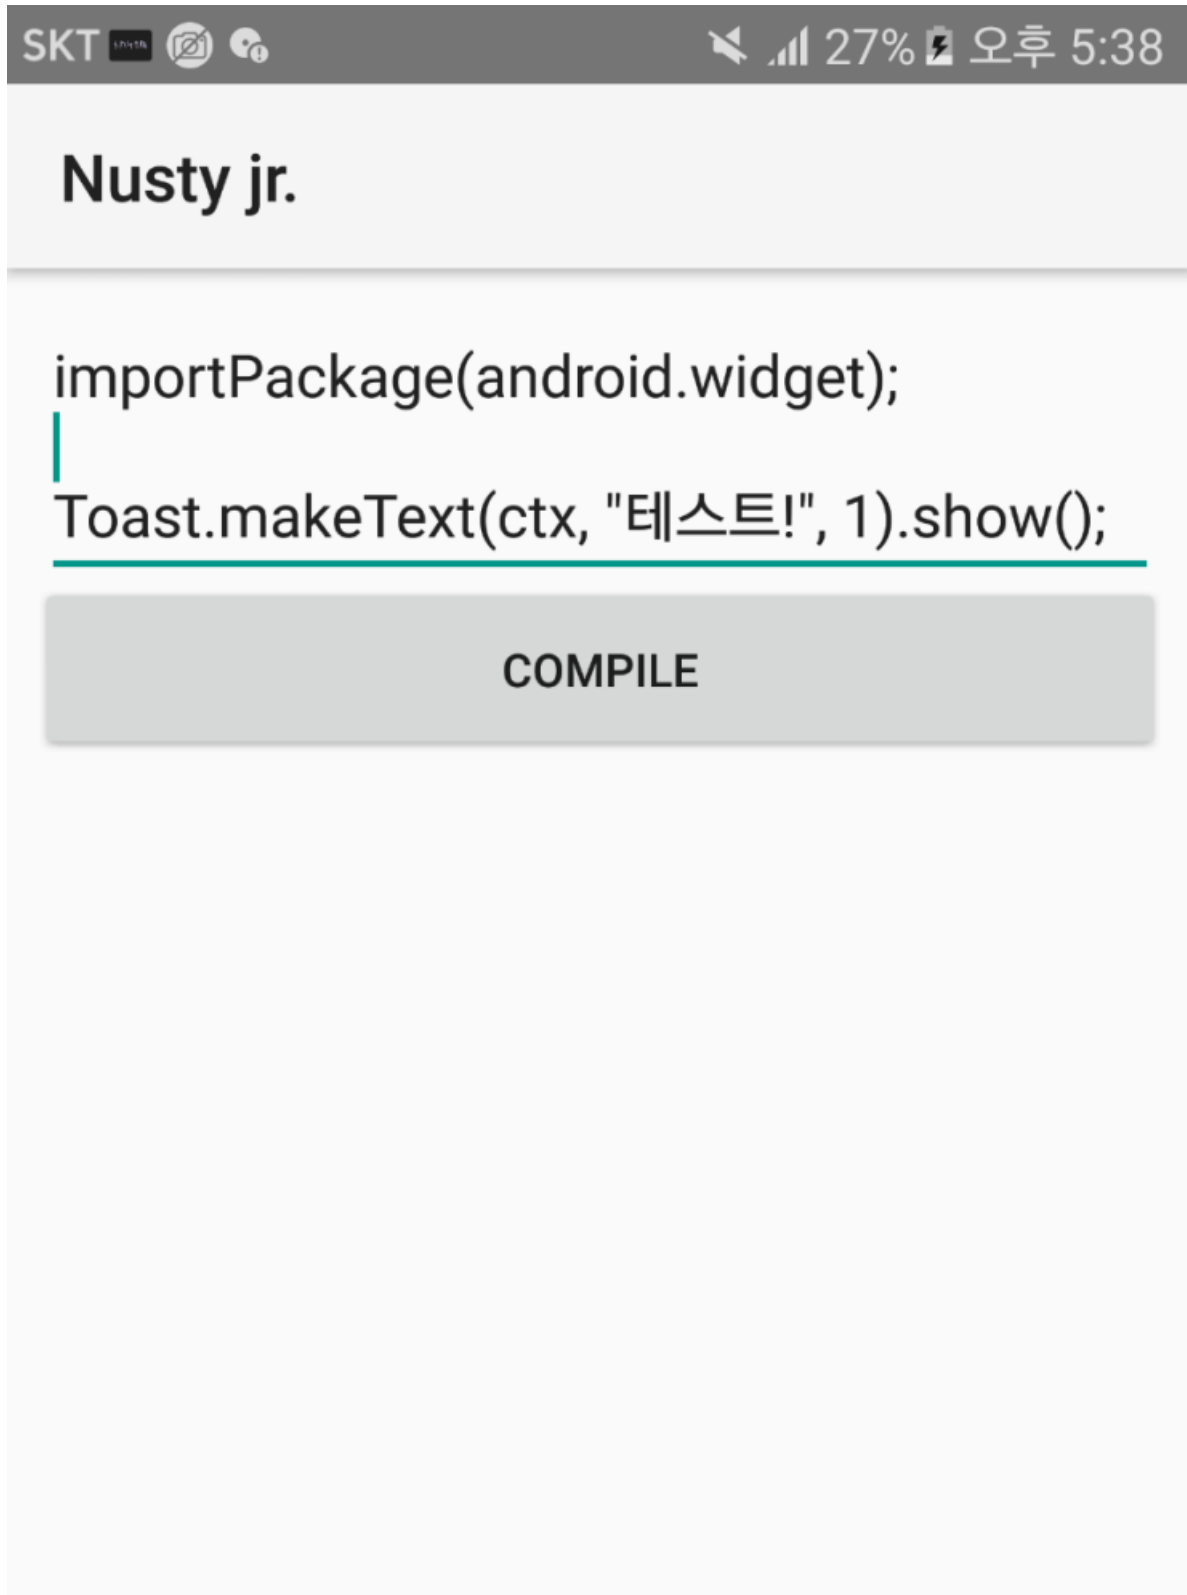 SKT 27% 오후 5:38
Nusty jr.
importPackage(android.widget);
Toast.makeText(ctx, "테스트!", 1).show();
COMPILE